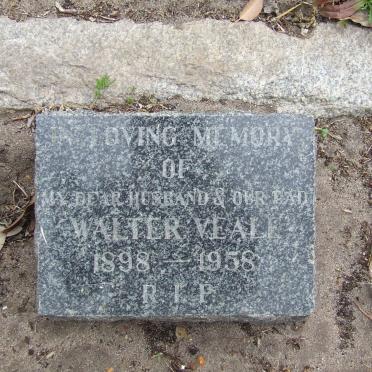 IN LOVING MEMORY
OF
MY DEAR HUSBAND & OUR DAD
WALTER VEALE
1898 – 1958
R I P